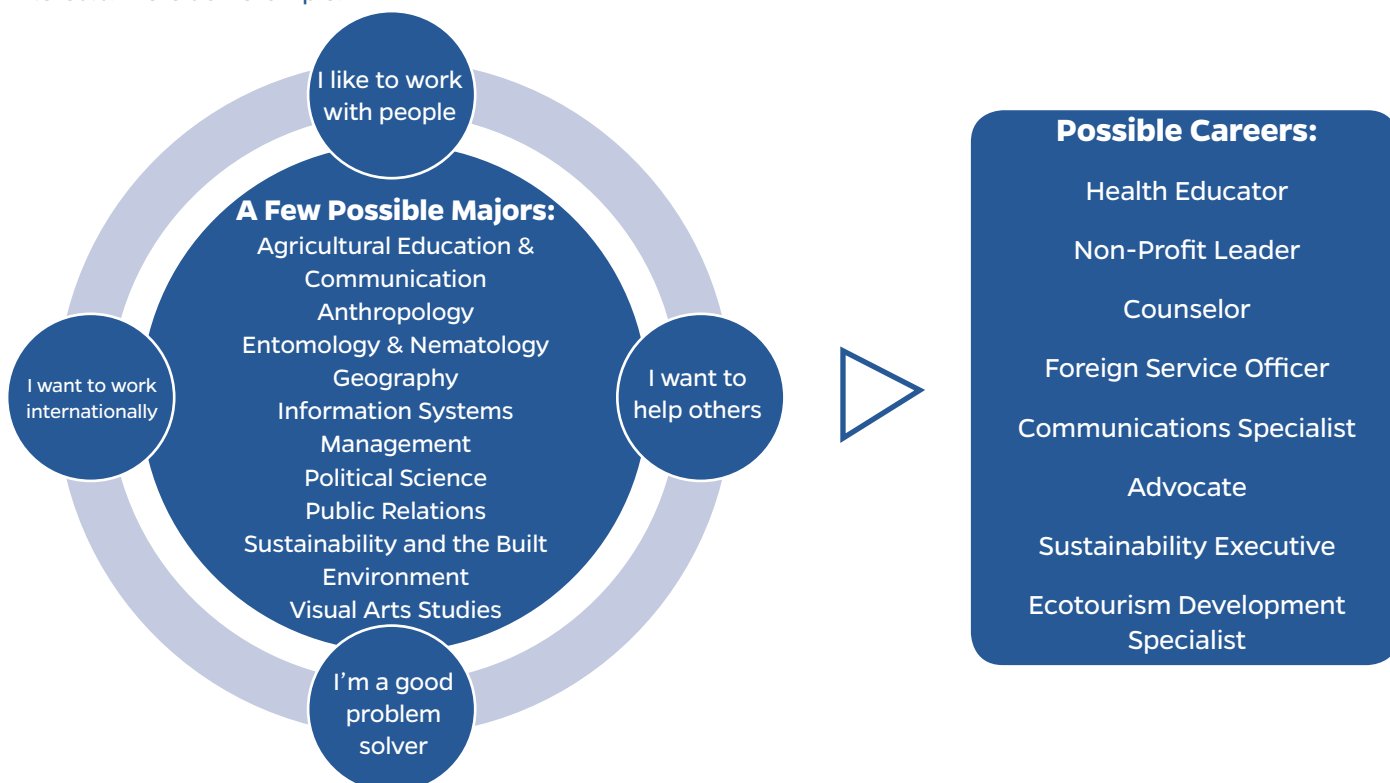 I like to work
with people
A Few Possible Majors:
Agricultural Education &
Communication
Anthropology
Entomology & Nematology
Geography
Information Systems
Management
Political Science
Public Relations
Sustainability and the Built
Environment
Visual Arts Studies
I want to work
internationally
I want to
help others
I'm a good
problem
solver
Possible Careers:
Health Educator
Non-Profit Leader
Counselor
Foreign Service Officer
Communications Specialist
Advocate
Sustainability Executive
Ecotourism Development
Specialist